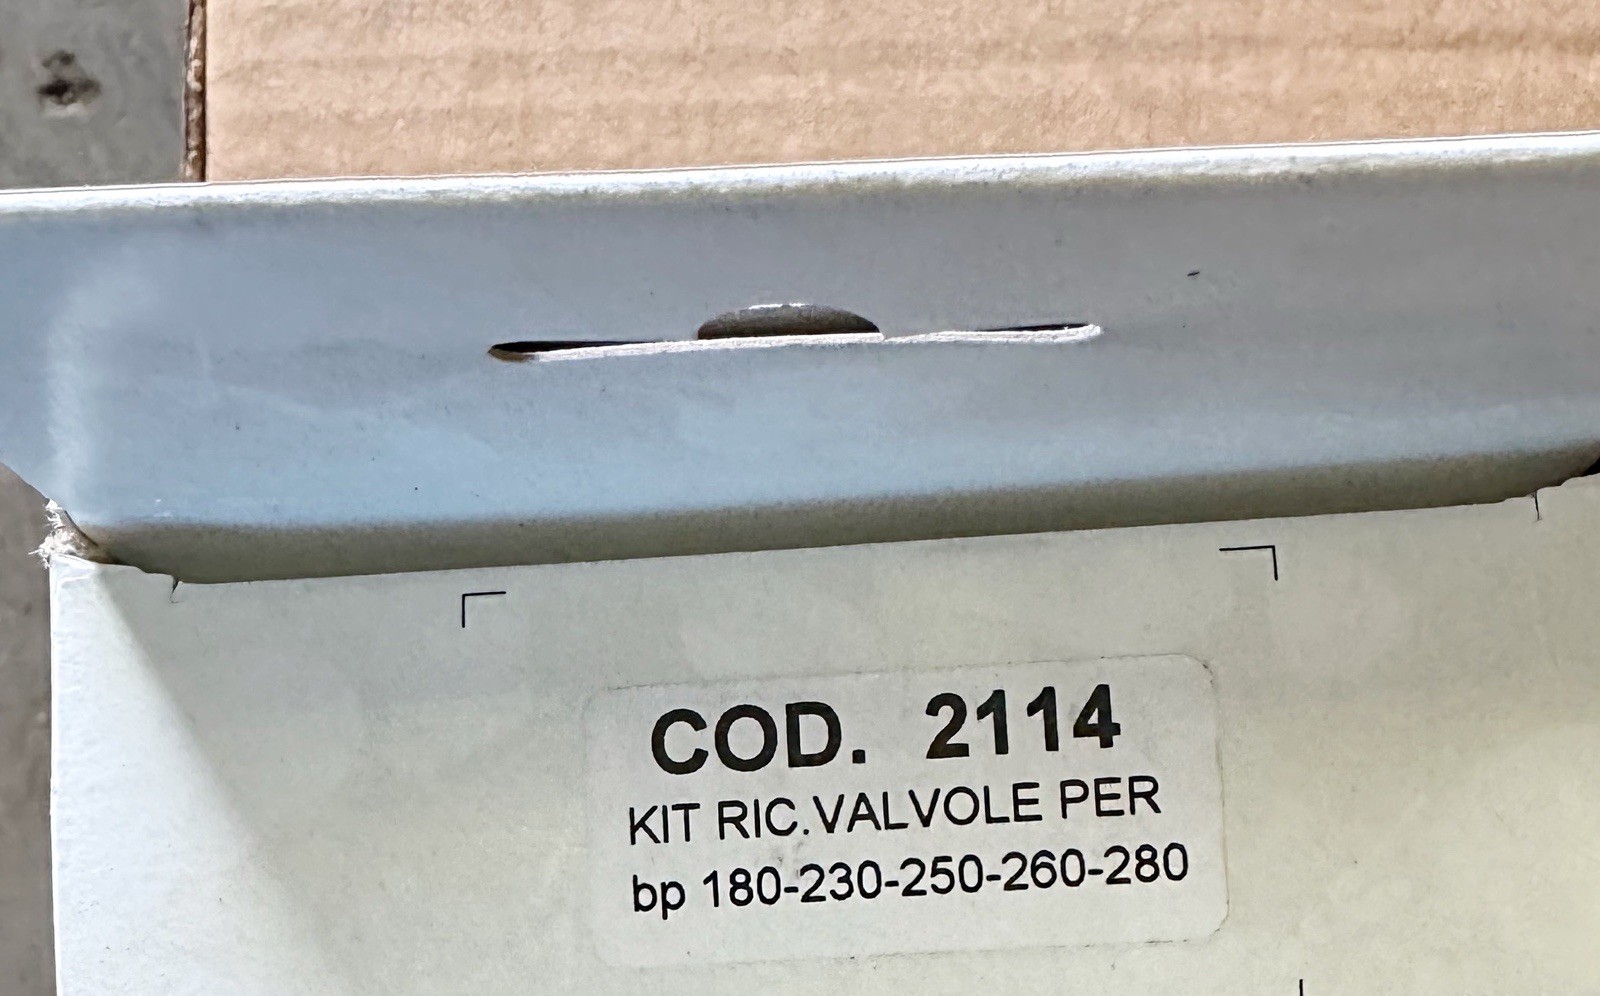 COD. 2114
KIT RIC.VALVOLE PER
bp 180-230-250-260-280